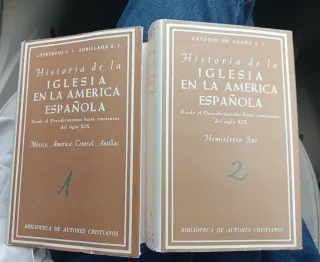 LOPETEGUI S. I. ZUBILLAGA S. I.
Historia de la
IGLESIA
EN LA AMERICA
ESPAÑOLA
Desde el Descubrimiento hasta comienzos
del siglo XIX
México. América Central. Antillas
1
BIBLIOTECA DE AUTORES CRISTIANOS
ANTONIO DE EGAÑA S. I.
Historia de la
IGLESIA
EN LA AMERICA
ESPAÑOLA
Desde el Descubrimiento hasta comienzos
del siglo XIX
Hemisferio Sur
2
BIBLIOTECA DE AUTORES CRISTIANOS